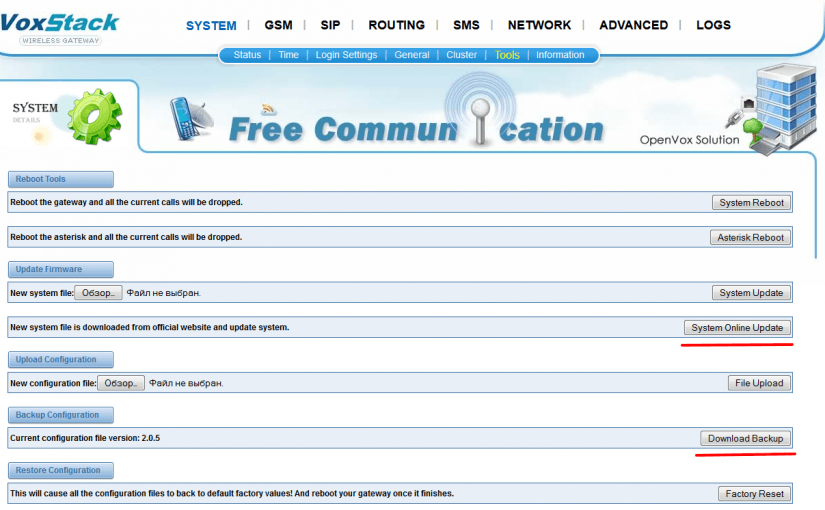 VoxStack
WIRELESS GATEWAY
SYSTEM | GSM | SIP | ROUTING | SMS | NETWORK | ADVANCED | LOGS
Status | Time | Login Settings | General | Cluster | Tools | Information
SYSTEM
DETAILS
Free Communication
OpenVox Solution
Reboot Tools
Reboot the gateway and all the current calls will be dropped. System Reboot
Reboot the asterisk and all the current calls will be dropped. Asterisk Reboot
Update Firmware
New system file: Обзор.. Файл не выбран. System Update
New system file is downloaded from official website and update system. System Online Update
Upload Configuration
New configuration file: Обзор.. Файл не выбран. File Upload
Backup Configuration
Current configuration file version: 2.0.5 Download Backup
Restore Configuration
This will cause all the configuration files to back to default factory values! And reboot your gateway once it finishes. Factory Reset